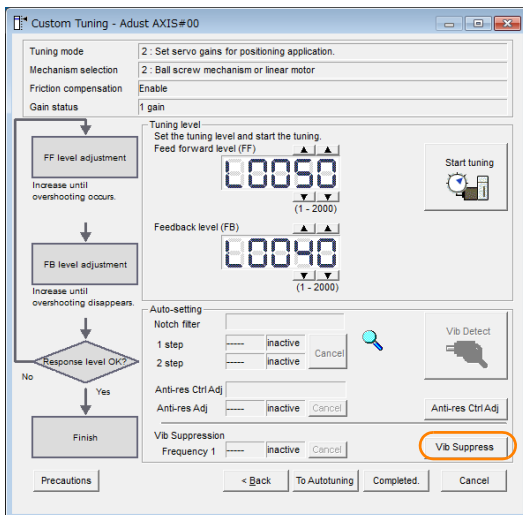 Custom Tuning - Adust AXIS#00
Tuning mode 2 : Set servo gains for positioning application.
Mechanism selection 2 : Ball screw mechanism or linear motor
Friction compensation Enable
Gain status 1 gain
FF level adjustment
Increase until
overshooting occurs.
FB level adjustment
Increase until
overshooting disappears.
Response level OK?
No
Yes
Finish
Tuning level
Set the tuning level and start the tuning.
Feed forward level (FF)
L0050
(1 - 2000)
Feedback level (FB)
L0040
(1 - 2000)
Start tuning
Auto-setting
Notch filter
1 step ----- inactive
2 step ----- inactive
Cancel
Vib Detect
Anti-res Ctrl Adj
Anti-res Adj ----- inactive Cancel
Anti-res Ctrl Adj
Vib Suppression
Frequency 1 ----- inactive Cancel
Vib Suppress
Precautions
< Back
To Autotuning
Completed.
Cancel